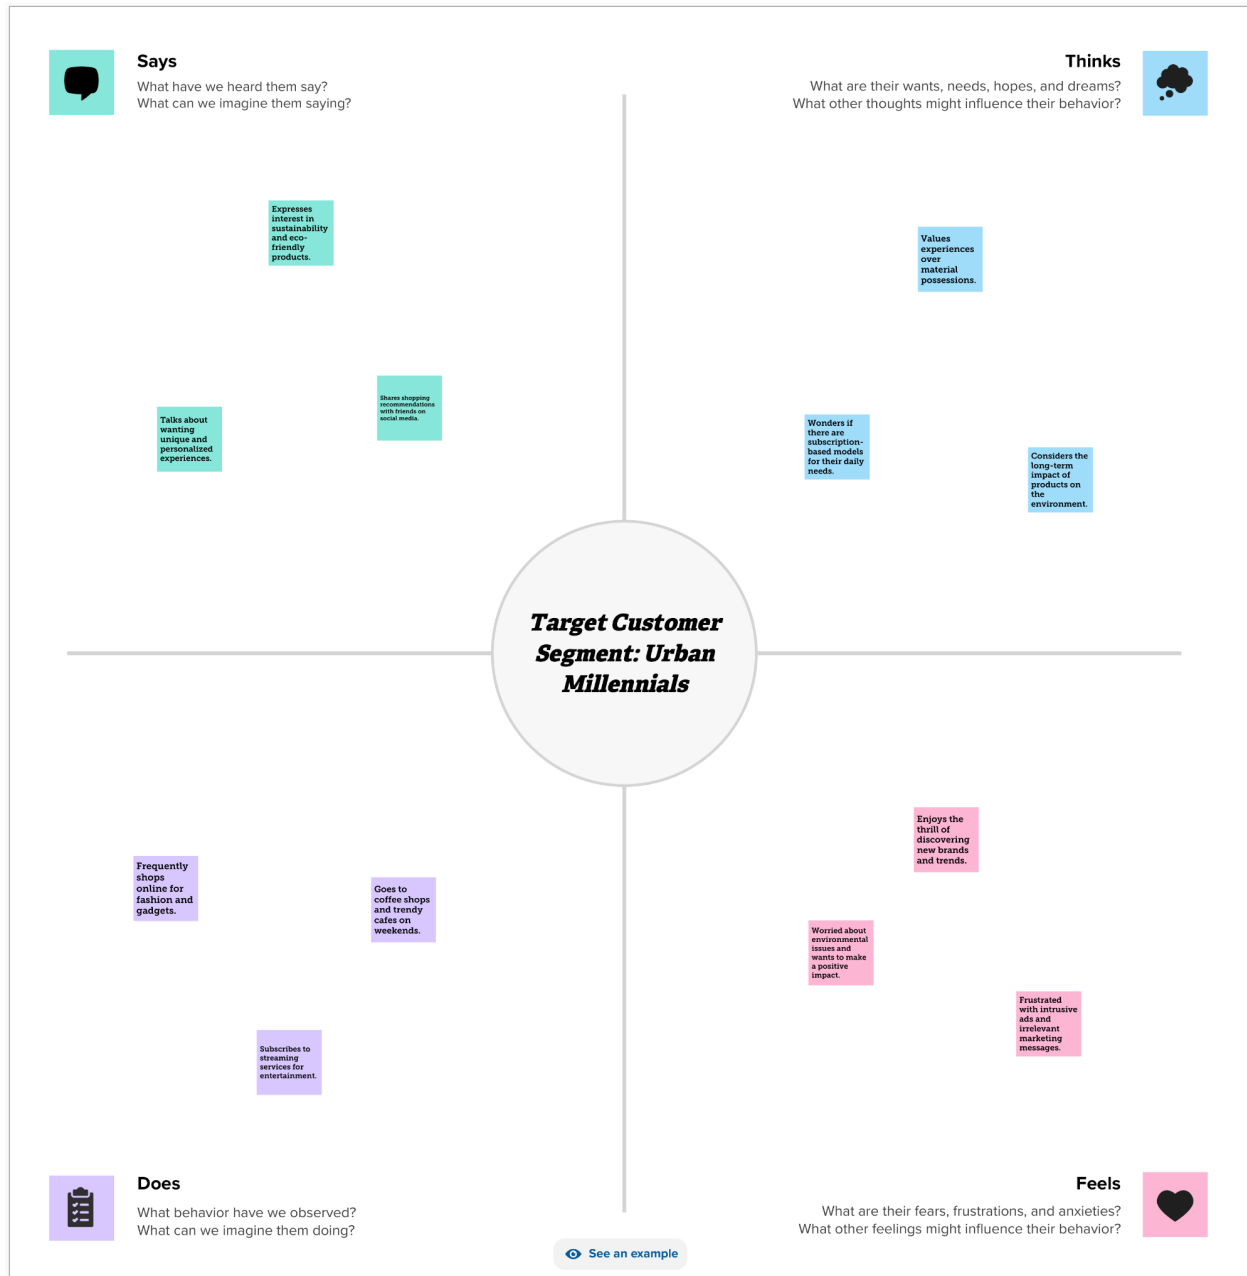 Says
What have we heard them say?
What can we imagine them saying?
Thinks
What are their wants, needs, hopes, and dreams?
What other thoughts might influence their behavior?
Expresses
interest in
sustainability
and eco-
friendly
products.
Talks about
wanting
unique and
personalized
experiences.
Shares shopping
recommendations
with friends on
social media.
Values
experiences
over
material
possessions.
Wonders if
there are
subscription-
based models
for their daily
needs.
Considers the
long-term
impact of
products on
the
environment.
Target Customer
Segment: Urban
Millennials
Frequently
shops
online for
fashion and
gadgets.
Goes to
coffee shops
and trendy
cafes on
weekends.
Subscribes to
streaming
services for
entertainment.
Enjoys the
thrill of
discovering
new brands
and trends.
Worried about
environmental
issues and
wants to make
a positive
impact.
Frustrated
with intrusive
ads and
irrelevant
marketing
messages.
Does
What behavior have we observed?
What can we imagine them doing?
Feels
What are their fears, frustrations, and anxieties?
What other feelings might influence their behavior?
See an example